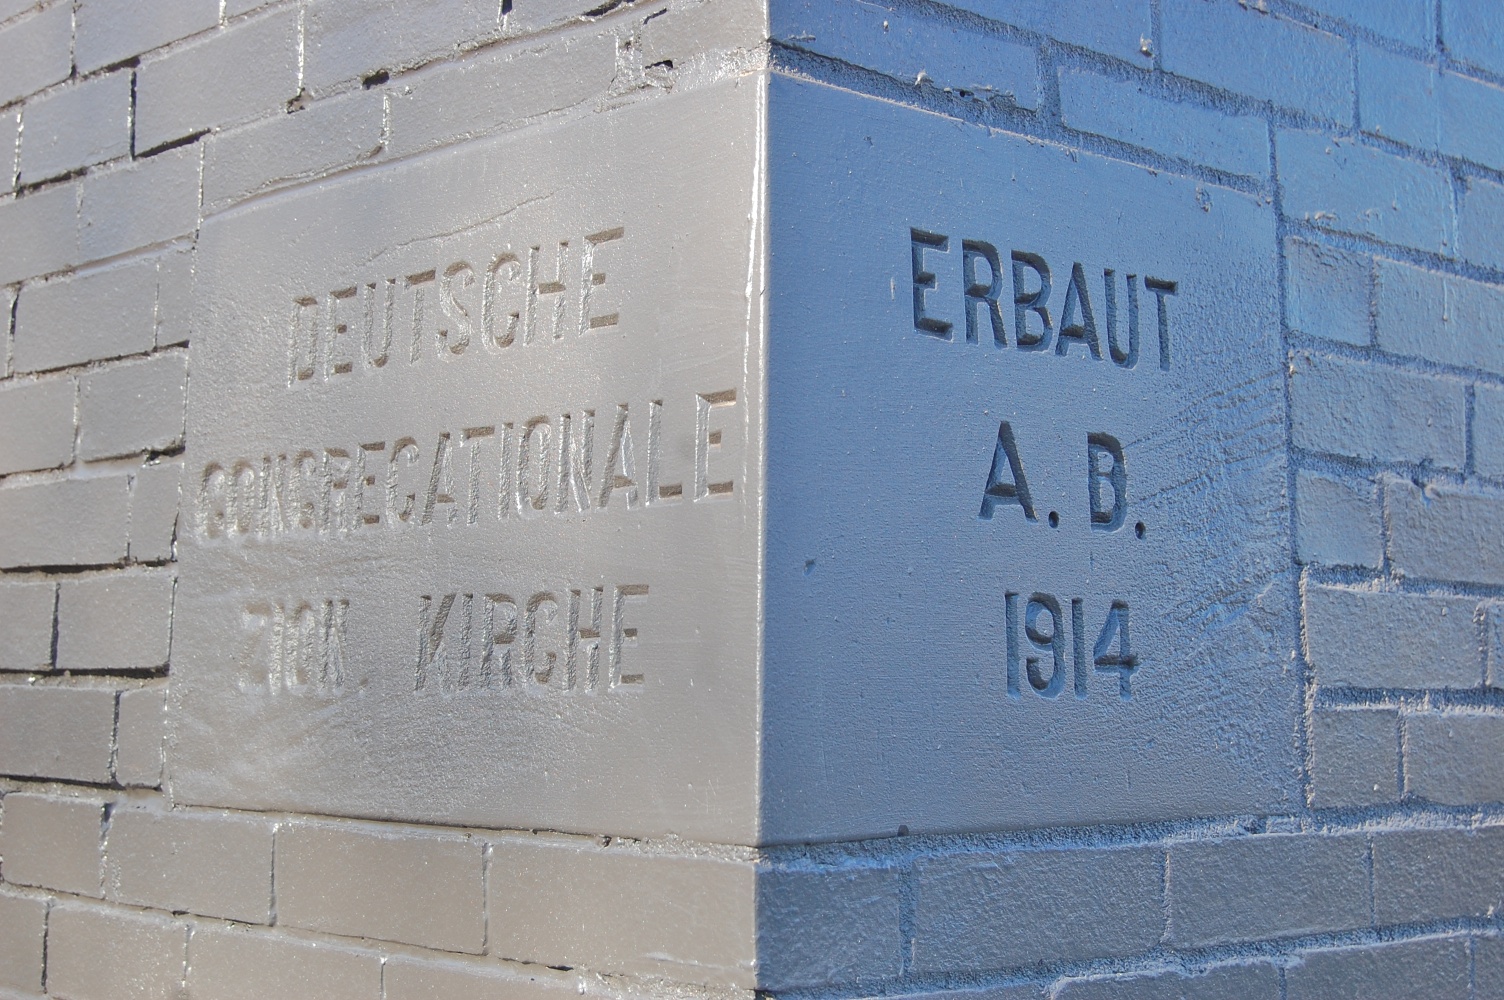 DEUTSCHE
CONGREGATIONALE
ZION. KIRCHE
ERBAUT
A. B.
1914